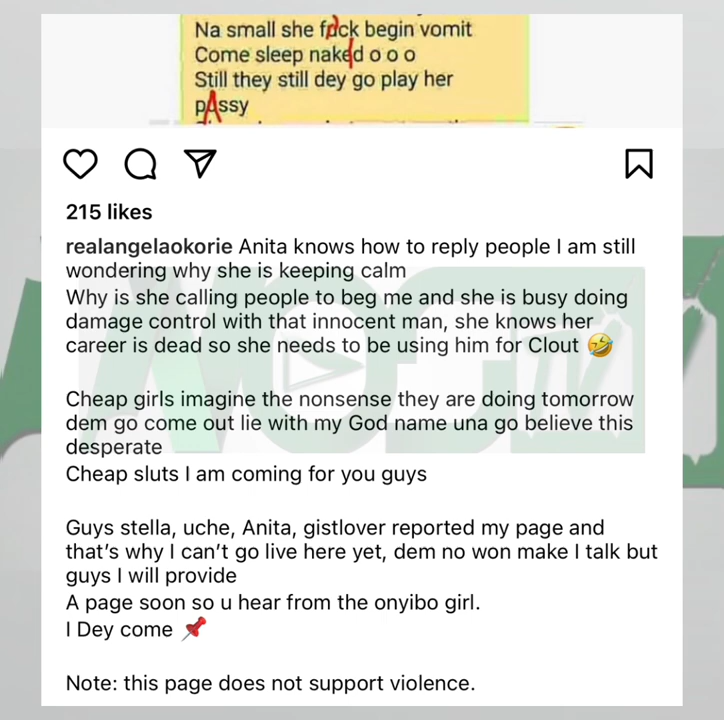 Na small she fuck begin vomit
Come sleep naked o o o
Still they still dey go play her
pAssy
215 likes
realangelaokorie Anita knows how to reply people I am still
wondering why she is keeping calm
Why is she calling people to beg me and she is busy doing
damage control with that innocent man, she knows her
career is dead so she needs to be using him for Clout 🤣
Cheap girls imagine the nonsense they are doing tomorrow
dem go come out lie with my God name una go believe this
desperate
Cheap sluts I am coming for you guys
Guys stella, uche, Anita, gistlover reported my page and
that's why I can't go live here yet, dem no won make I talk but
guys I will provide
A page soon so u hear from the onyibo girl.
I Dey come 📌
Note: this page does not support violence.